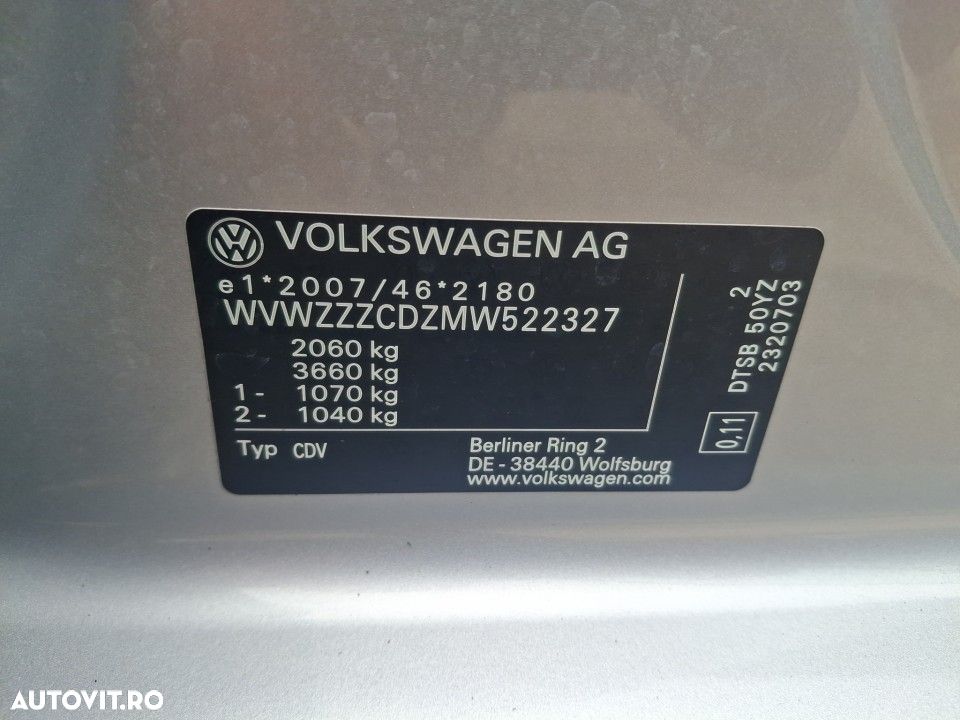 VOLKSWAGEN AG
e1*2007/46*2180
WVWZZZCDZMW522327
2060 kg
3660 kg
1 - 1070 kg
2 - 1040 kg
Typ CDV
Berliner Ring 2
DE - 38440 Wolfsburg
www.volkswagen.com
2
DTSB 50YZ
2320703
0,11
AUTOVIT.RO